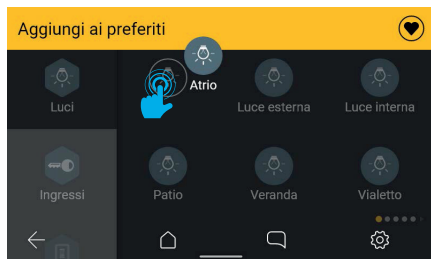 Aggiungi ai preferiti
Luci
Atrio
Luce esterna
Luce interna
Ingressi
Patio
Veranda
Vialetto